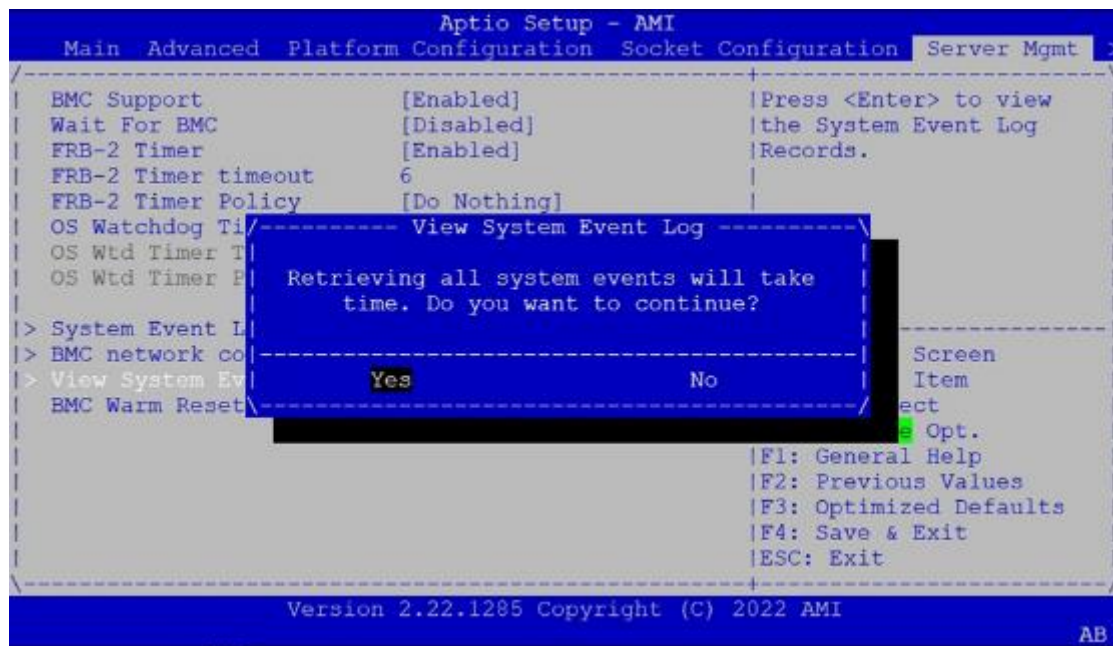 Aptio Setup - AMI
Main Advanced Platform Configuration Socket Configuration Server Mgmt
BMC Support [Enabled] |Press <Enter> to view
Wait For BMC [Disabled] |the System Event Log
FRB-2 Timer [Enabled] |Records.
FRB-2 Timer timeout 6
FRB-2 Timer Policy [Do Nothing]
OS Watchdog Ti
OS Wtd Timer T
OS Wtd Timer P
> System Event L
> BMC network co
> View System Ev
BMC Warm Reset
View System Event Log
Retrieving all system events will take
time. Do you want to continue?
Yes No
Screen
Item
ect
e Opt.
|F1: General Help
|F2: Previous Values
|F3: Optimized Defaults
|F4: Save & Exit
|ESC: Exit
Version 2.22.1285 Copyright (C) 2022 AMI
AB